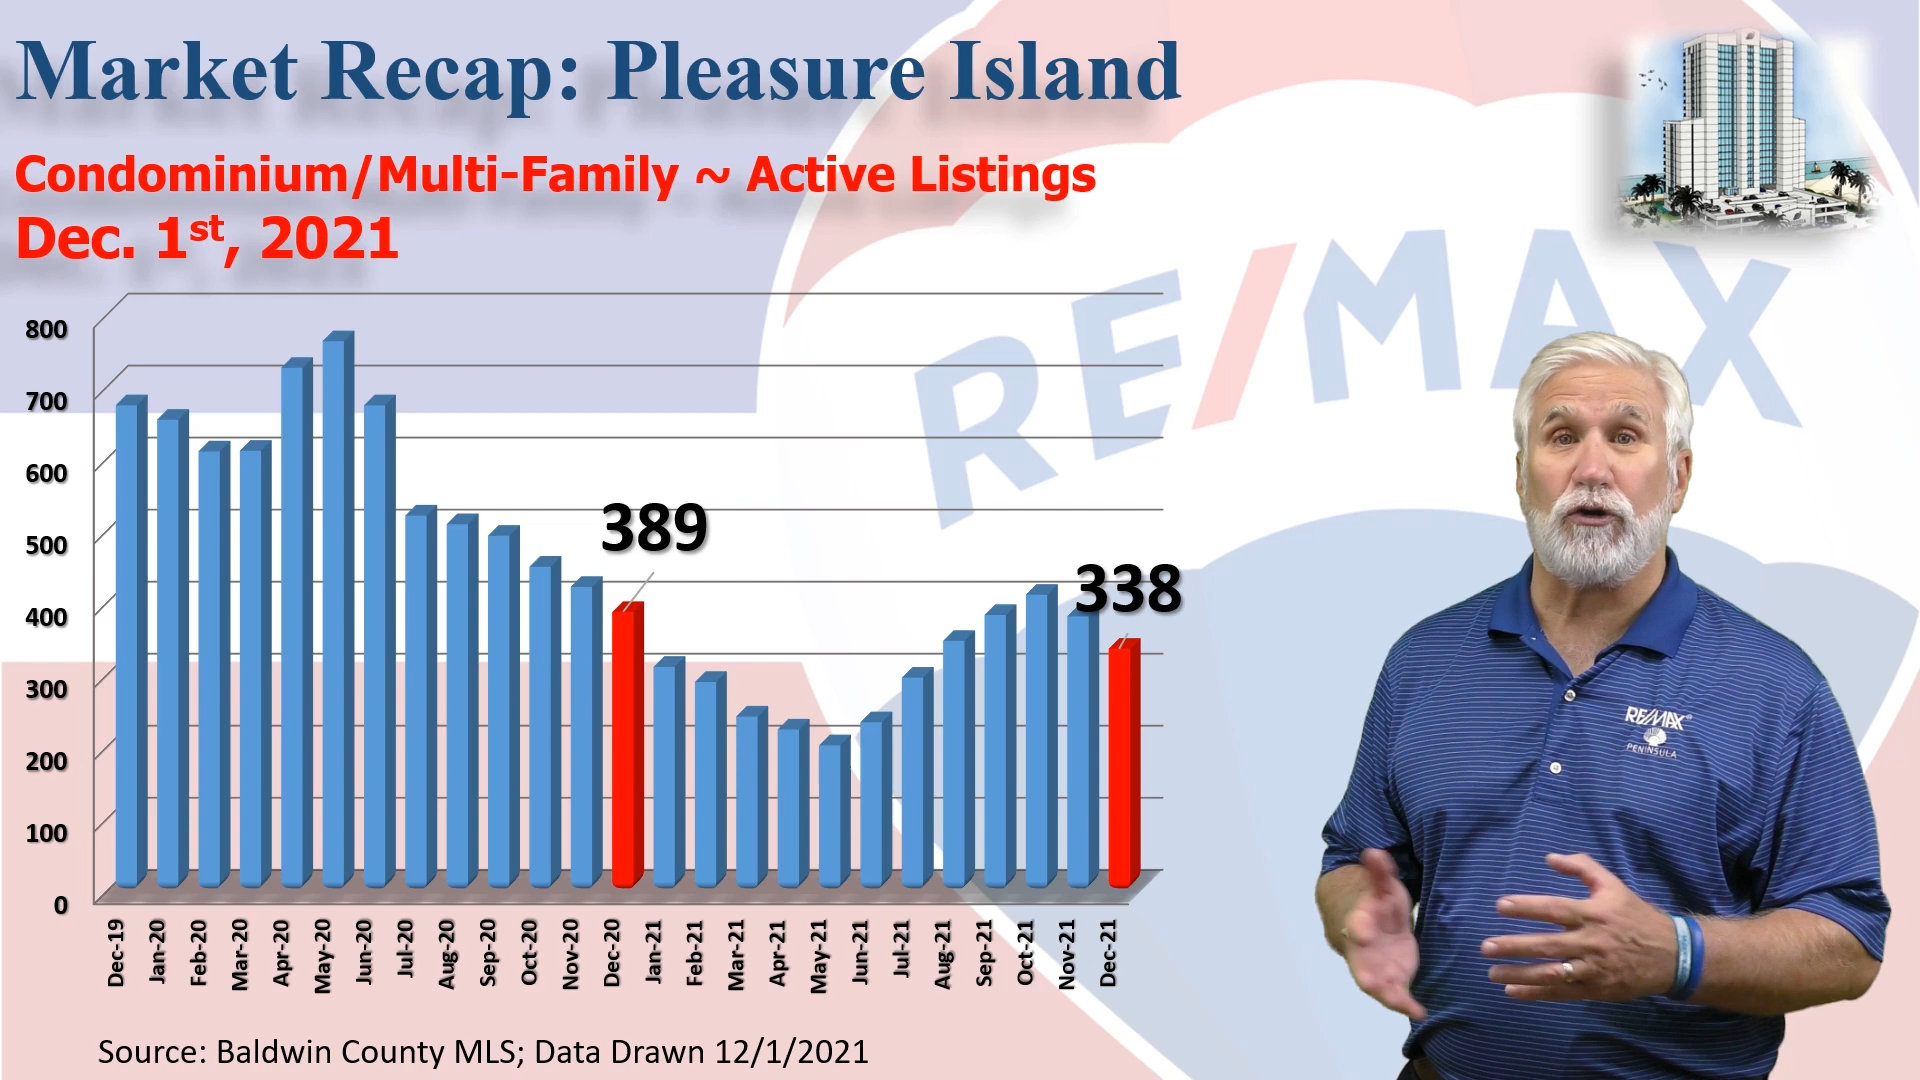 Market Recap: Pleasure Island
Condominium/Multi-Family ~ Active Listings
Dec. 1st, 2021
RE/MAX
800
700
600
500
400
300
200
100
0
389
338
Dec-19
Jan-20
Feb-20
Mar-20
Apr-20
May-20
Jun-20
Jul-20
Aug-20
Sep-20
Oct-20
Nov-20
Dec-20
Jan-21
Feb-21
Mar-21
Apr-21
May-21
Jun-21
Jul-21
Aug-21
Sep-21
Oct-21
Nov-21
Dec-21
Source: Baldwin County MLS; Data Drawn 12/1/2021
RE/MAX®
PENINSULA